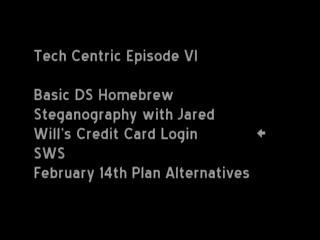 Tech Centric Episode VI
Basic DS Homebrew
Steganography with Jared
Will's Credit Card Login
SWS
February 14th Plan Alternatives